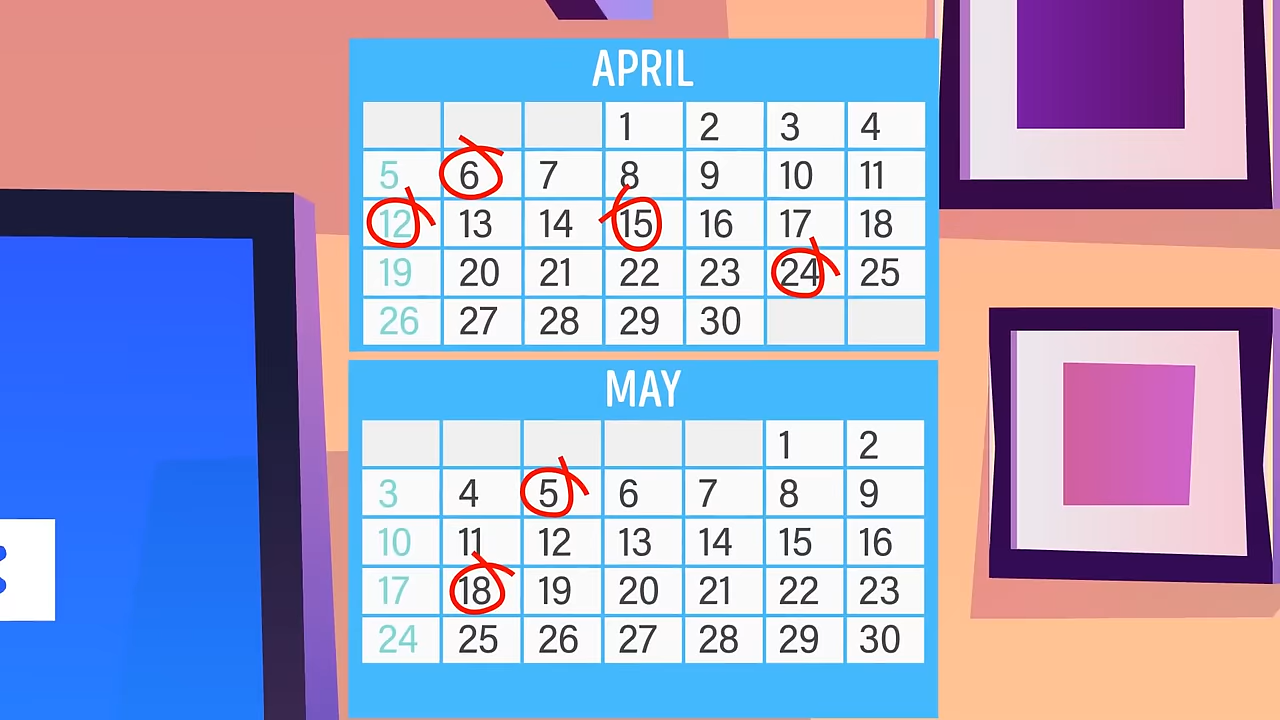 APRIL
1 2 3 4
5 6 7 8 9 10 11
12 13 14 15 16 17 18
19 20 21 22 23 24 25
26 27 28 29 30
MAY
1 2
3 4 5 6 7 8 9
10 11 12 13 14 15 16
17 18 19 20 21 22 23
24 25 26 27 28 29 30